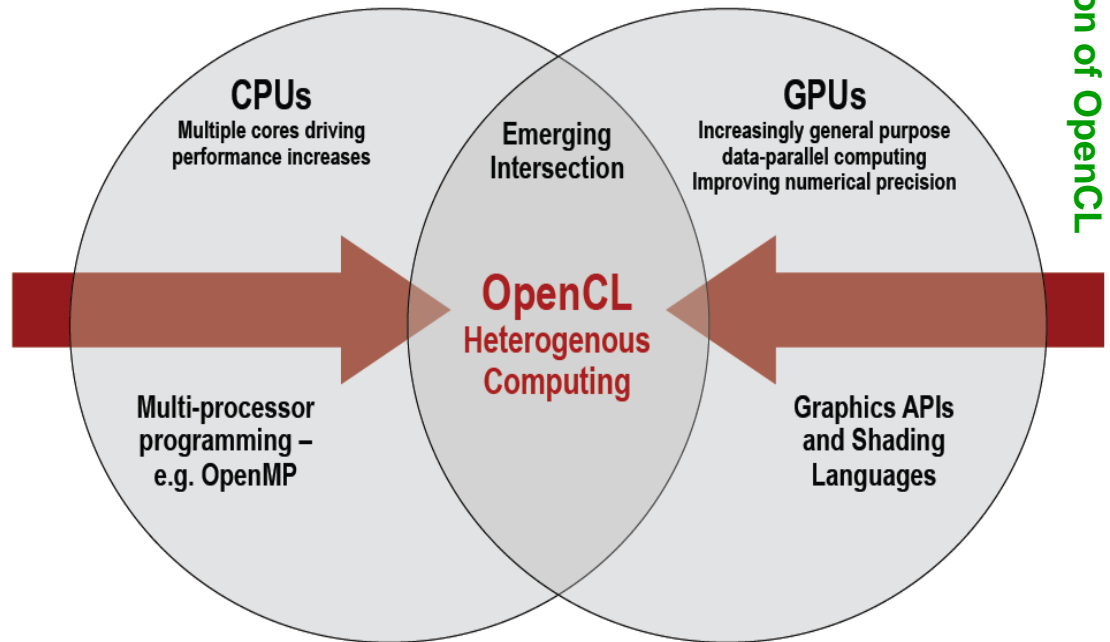 CPUs
Multiple cores driving
performance increases
Emerging
Intersection
GPUs
Increasingly general purpose
data-parallel computing
Improving numerical precision
OpenCL
Heterogenous
Computing
Multi-processor
programming –
e.g. OpenMP
Graphics APIs
and Shading
Languages
of OpenCL